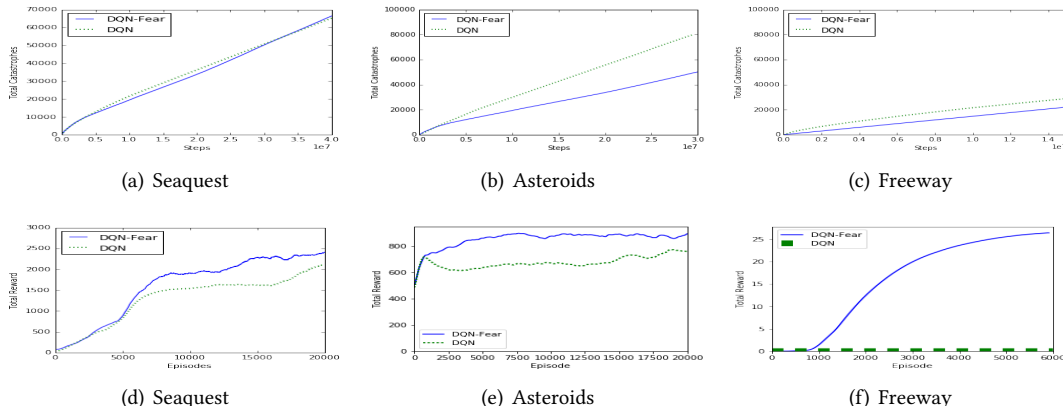 70000
60000
50000
40000
30000
20000
10000
0
DQN-Fear
DQN
Total Catastrophes
0.0 0.5 1.0 1.5 2.0 2.5 3.0 3.5 4.0
1e7
Steps
(a) Seaquest
100000
80000
60000
40000
20000
0
DQN-Fear
DQN
Total Catastrophes
0.0 0.5 1.0 1.5 2.0 2.5 3.0
1e7
Steps
(b) Asteroids
100000
80000
60000
40000
20000
0
DQN-Fear
DQN
Total Catastrophes
0.0 0.2 0.4 0.6 0.8 1.0 1.2 1.4
Steps
(c) Freeway
3000
2500
2000
1500
1000
500
0
DQN-Fear
DQN
Total Reward
0 5000 10000 15000 20000
Episodes
(d) Seaquest
800
600
400
200
0
DQN-Fear
DQN
Total Reward
0 2500 5000 7500 10000 12500 15000 17500 20000
Episode
(e) Asteroids
25
20
15
10
5
0
DQN-Fear
DQN
Total Reward
0 1000 2000 3000 4000 5000 6000
Episode
(f) Freeway